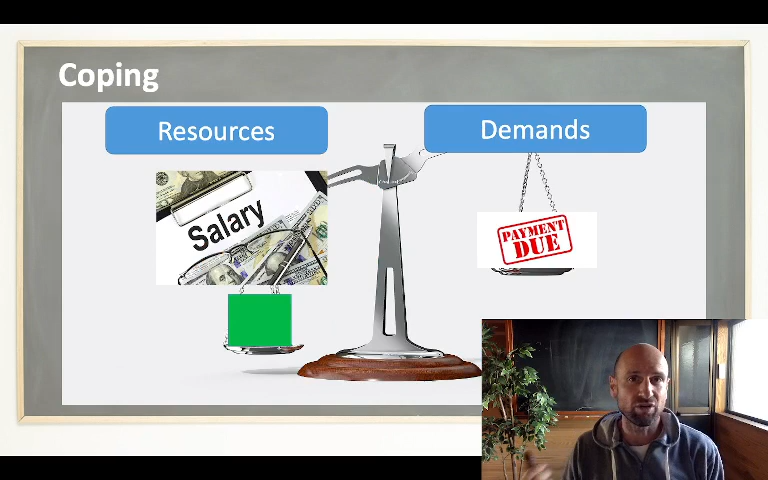 Coping
Resources
Demands
Salary
PAYMENT
DUE